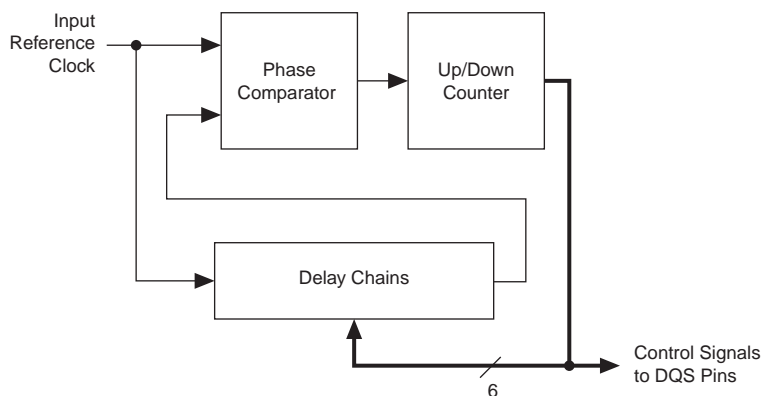 Input
Reference
Clock
Phase
Comparator
Up/Down
Counter
Delay Chains
6
Control Signals
to DQS Pins